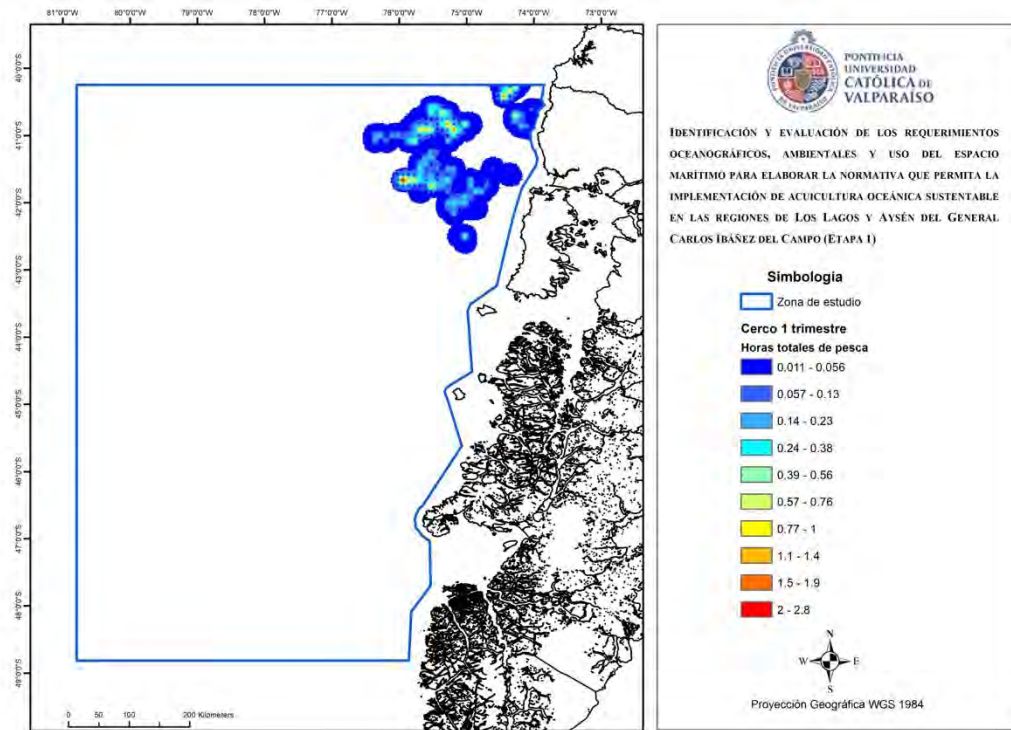 81°0'0"W 80°0'0"W 79°0'0"W 78°0'0"W 77°0'0"W 76°0'0"W 75°0'0"W 74°0'0"W 73°0'0"W
40°0'0"S
41°0'0"S
42°0'0"S
43°0'0"S
44°0'0"S
45°0'0"S
46°0'0"S
47°0'0"S
48°0'0"S
49°0'0"S
0 50 100 200 Kilometers
PONTIFICIA
UNIVERSIDAD
CATÓLICA DE
VALPARAÍSO
IDENTIFICACIÓN Y EVALUACIÓN DE LOS REQUERIMIENTOS
OCEANOGRÁFICOS, AMBIENTALES Y USO DEL ESPACIO
MARÍTIMO PARA ELABORAR LA NORMATIVA QUE PERMITA LA
IMPLEMENTACIÓN DE ACUICULTURA OCEÁNICA SUSTENTABLE
EN LAS REGIONES DE LOS LAGOS Y AYSÉN DEL GENERAL
CARLOS IBÁÑEZ DEL CAMPO (ETAPA 1)
Simbología
Zona de estudio
Cerco 1 trimestre
Horas totales de pesca
0.011 - 0.056
0.057 - 0.13
0.14 - 0.23
0.24 - 0.38
0.39 - 0.56
0.57 - 0.76
0.77 - 1
1.1 - 1.4
1.5 - 1.9
2 - 2.8
N
W E
S
Proyección Geográfica WGS 1984